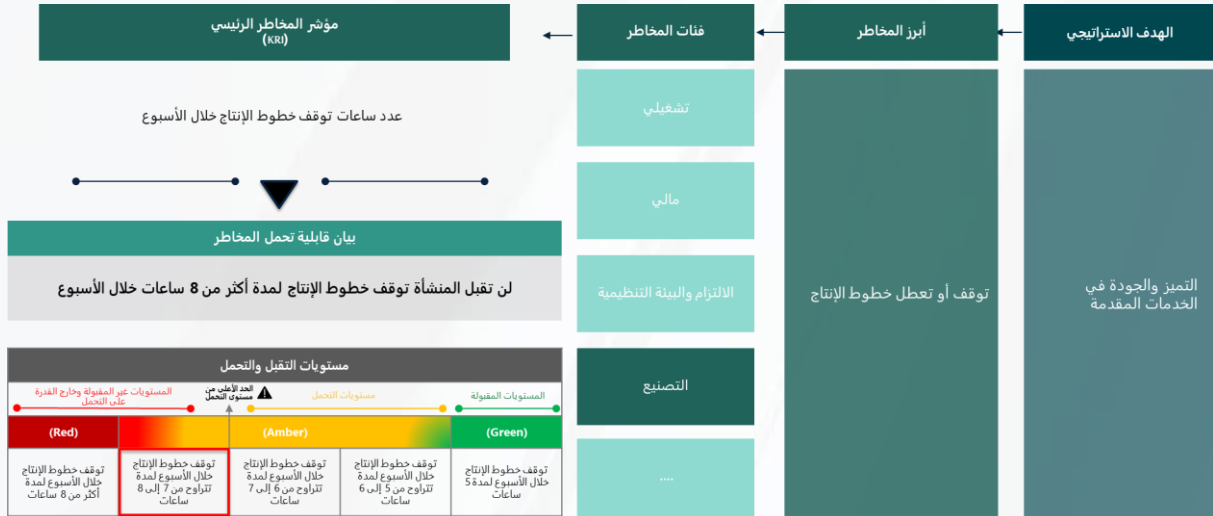 الهدف الاستراتيجي
أبرز المخاطر
فئات المخاطر
مؤشر المخاطر الرئيسي
(KRI)
التميز والجودة في
الخدمات المقدمة
توقف أو تعطل خطوط الإنتاج
تشغيلي
مالي
الالتزام والبيئة التنظيمية
التصنيع
....
عدد ساعات توقف خطوط الإنتاج خلال الأسبوع
بيان قابلية تحمل المخاطر
لن تقبل المنشأة توقف خطوط الإنتاج لمدة أكثر من 8 ساعات خلال الأسبوع
مستويات التقبل والتحمل
المستويات المقبولة
مستويات التحمل
الحد الأعلى من
مستوى التحمل
المستويات غير المقبولة وخارج القدرة
على التحمل
(Green)
(Amber)
(Red)
توقف خطوط الإنتاج
خلال الأسبوع لمدة 5
ساعات
توقف خطوط الإنتاج
خلال الأسبوع لمدة
تتراوح من 5 إلى 6
ساعات
توقف خطوط الإنتاج
خلال الأسبوع لمدة
تتراوح من 6 إلى 7
ساعات
توقف خطوط الإنتاج
خلال الأسبوع لمدة
تتراوح من 7 إلى 8
ساعات
توقف خطوط الإنتاج
خلال الأسبوع لمدة
أكثر من 8 ساعات